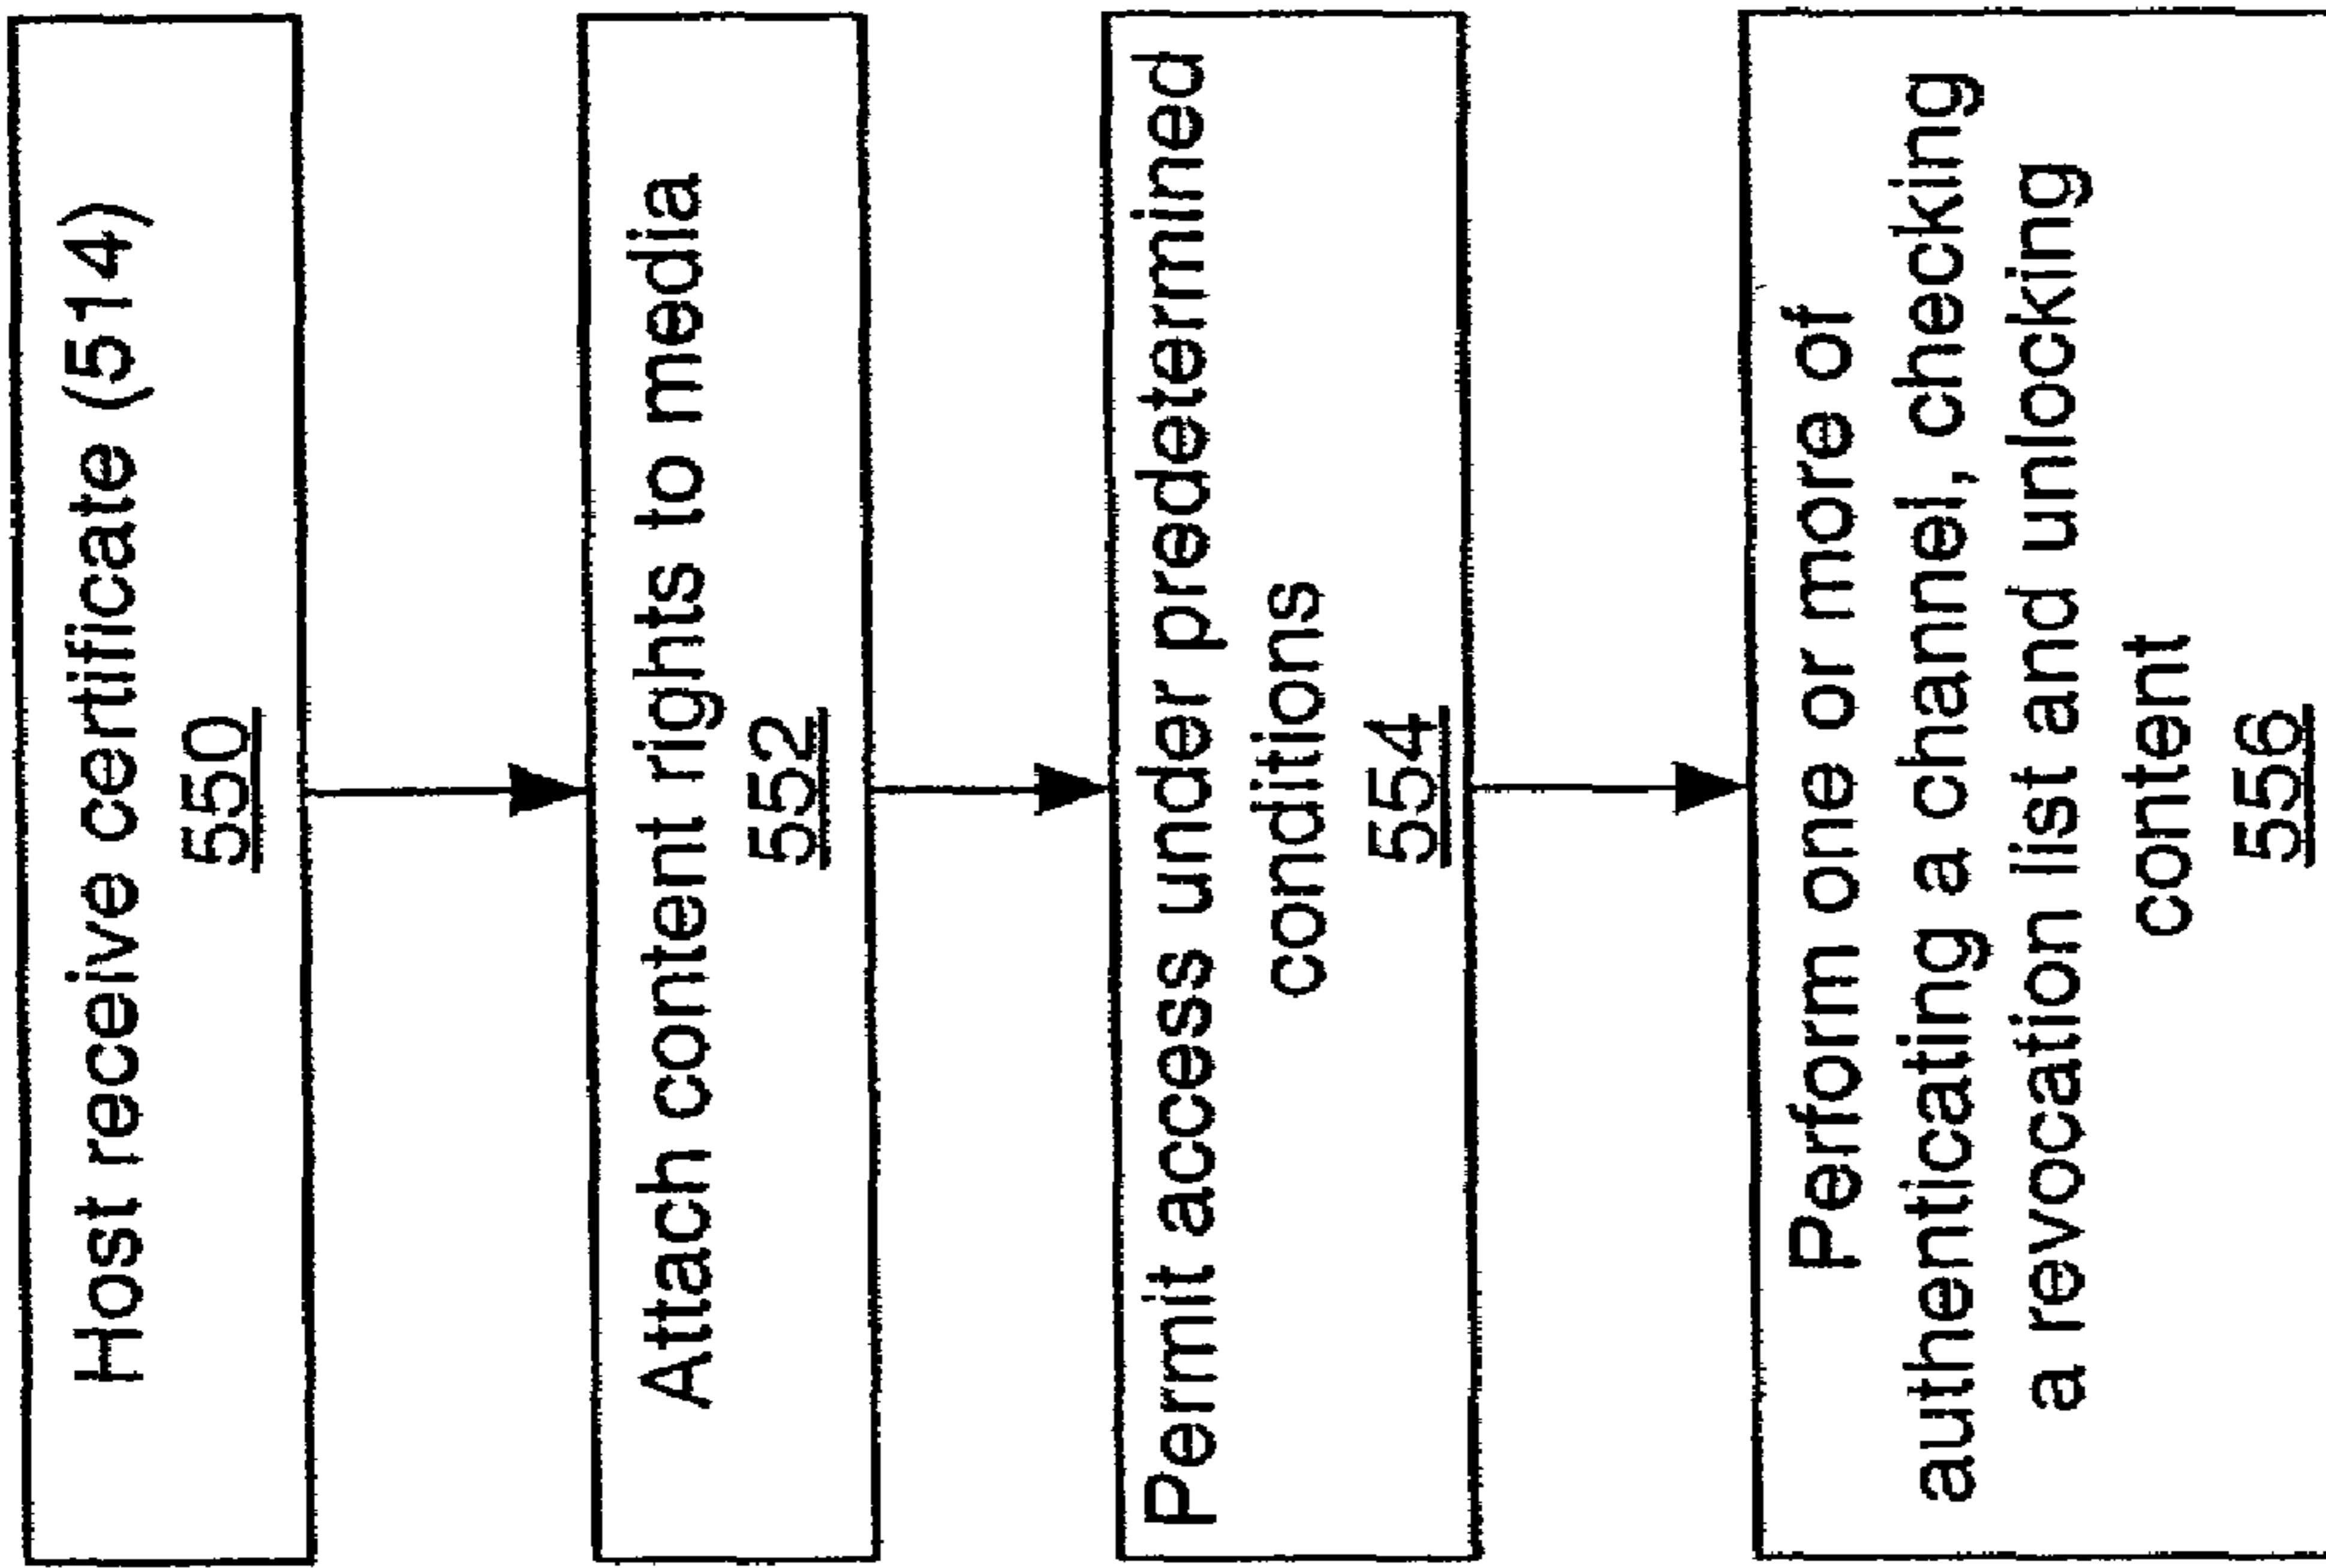 Host receive certificate (514)
550
Attach content rights to media
552
Permit access under predetermined
conditions
554
Perform one or more of
authenticating a channel, checking
a revocation list and unlocking
content
556